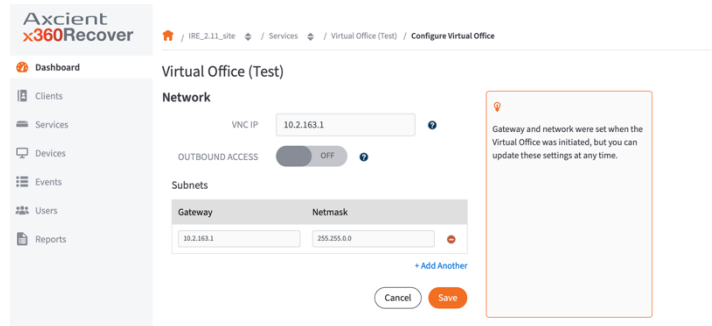 Axcient
x360Recover
/ IRE_2.11_site / Services / Virtual Office (Test) / Configure Virtual Office
Dashboard
Clients
Services
Devices
Events
Users
Reports
Virtual Office (Test)
Network
VNC IP 10.2.163.1 ?
OUTBOUND ACCESS OFF ?
Subnets
Gateway Netmask
10.2.163.1 255.255.0.0
+ Add Another
Cancel Save
Gateway and network were set when the
Virtual Office was initiated, but you can
update these settings at any time.